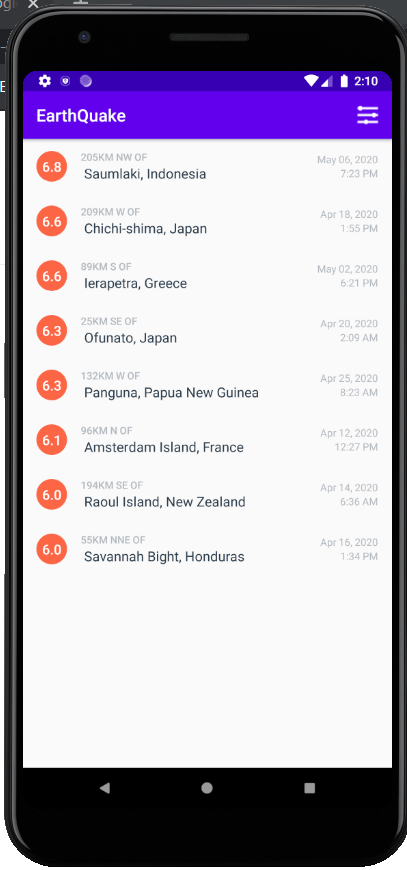 2:10
EarthQuake
6.8
205KM NW OF
Saumlaki, Indonesia
May 06, 2020
7:23 PM
6.6
209KM W OF
Chichi-shima, Japan
Apr 18, 2020
1:55 PM
6.6
89KM S OF
Ierapetra, Greece
May 02, 2020
6:21 PM
6.3
25KM SE OF
Ofunato, Japan
Apr 20, 2020
2:09 AM
6.3
132KM W OF
Panguna, Papua New Guinea
Apr 25, 2020
8:23 AM
6.1
96KM N OF
Amsterdam Island, France
Apr 12, 2020
12:27 PM
6.0
194KM SE OF
Raoul Island, New Zealand
Apr 14, 2020
6:36 AM
6.0
55KM NNE OF
Savannah Bight, Honduras
Apr 16, 2020
1:34 PM